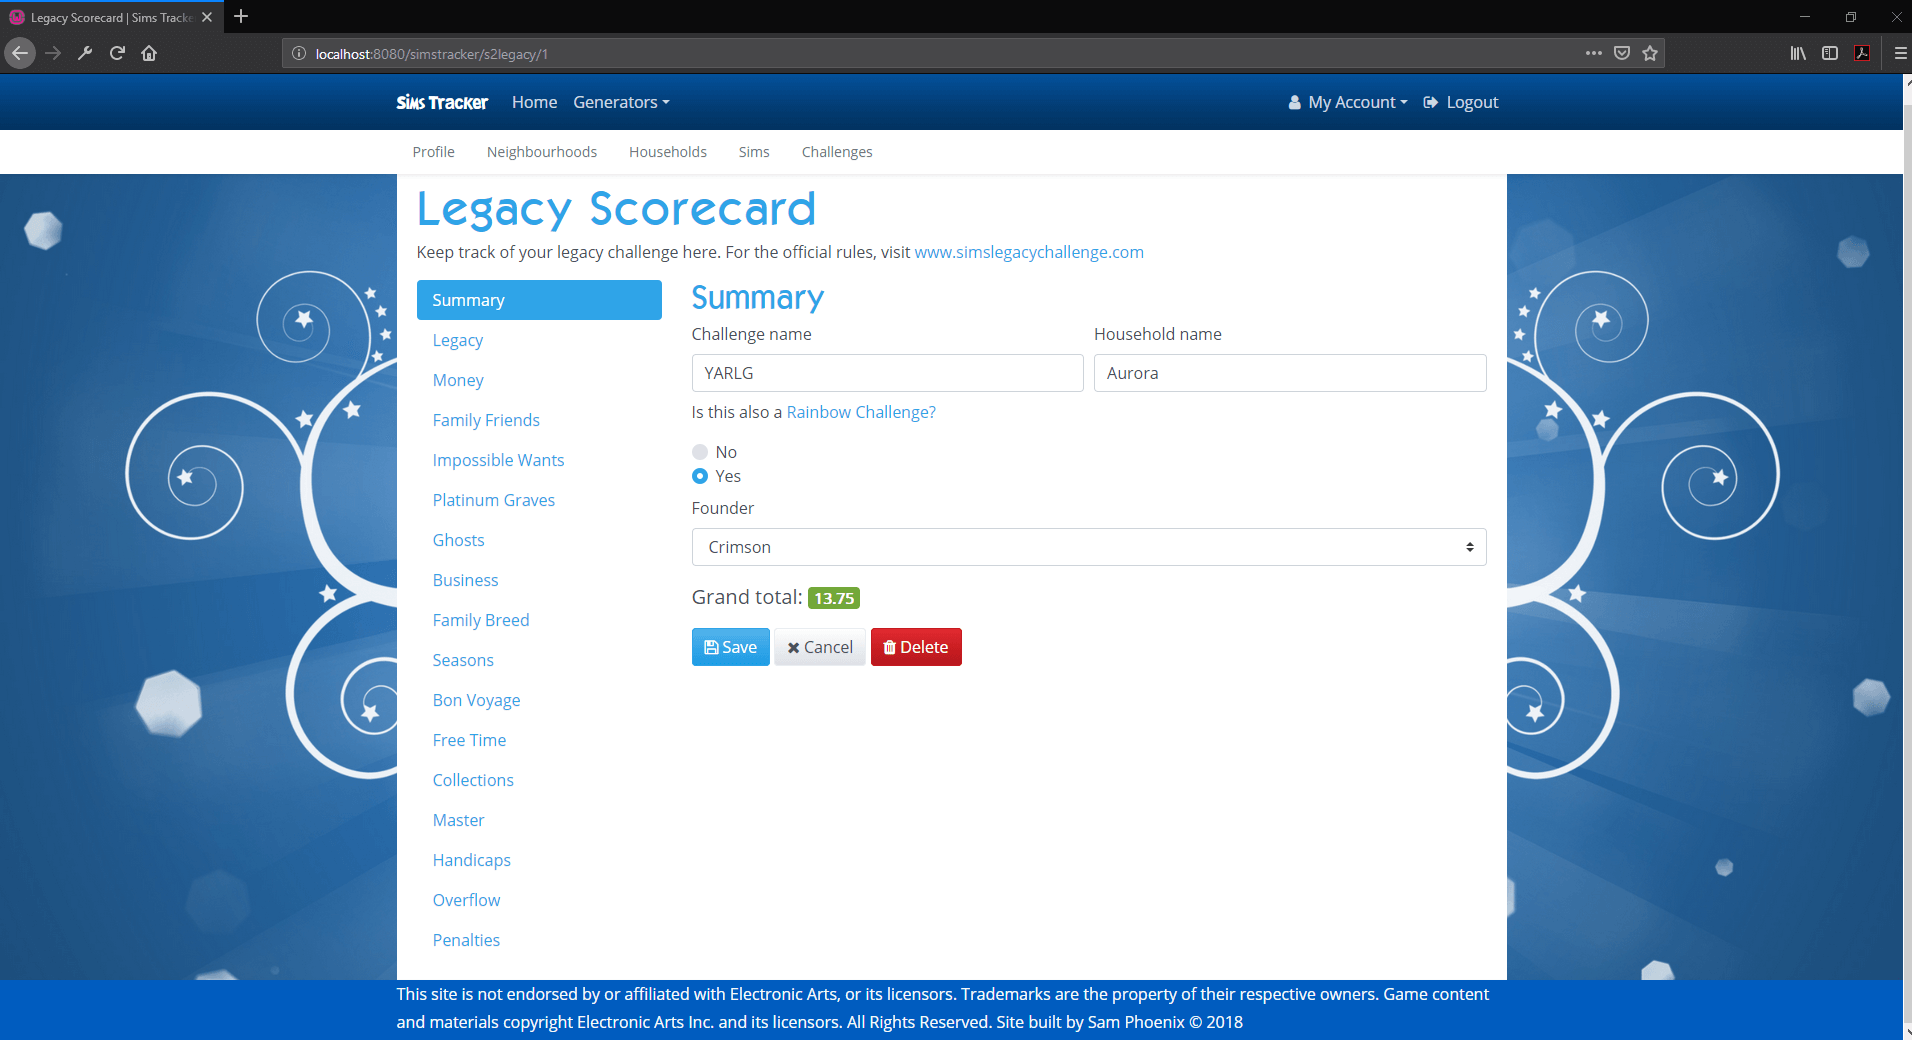 Legacy Scorecard | Sims Tracke
localhost:8080/simstracker/s2legacy/1
Sims Tracker Home Generators My Account Logout
Profile Neighbourhoods Households Sims Challenges
Legacy Scorecard
Keep track of your legacy challenge here. For the official rules, visit www.simslegacychallenge.com
Summary
Legacy
Money
Family Friends
Impossible Wants
Platinum Graves
Ghosts
Business
Family Breed
Seasons
Bon Voyage
Free Time
Collections
Master
Handicaps
Overflow
Penalties
Summary
Challenge name Household name
YARLG Aurora
Is this also a Rainbow Challenge?
No
Yes
Founder
Crimson
Grand total: 13.75
Save Cancel Delete
This site is not endorsed by or affiliated with Electronic Arts, or its licensors. Trademarks are the property of their respective owners. Game content
and materials copyright Electronic Arts Inc. and its licensors. All Rights Reserved. Site built by Sam Phoenix © 2018